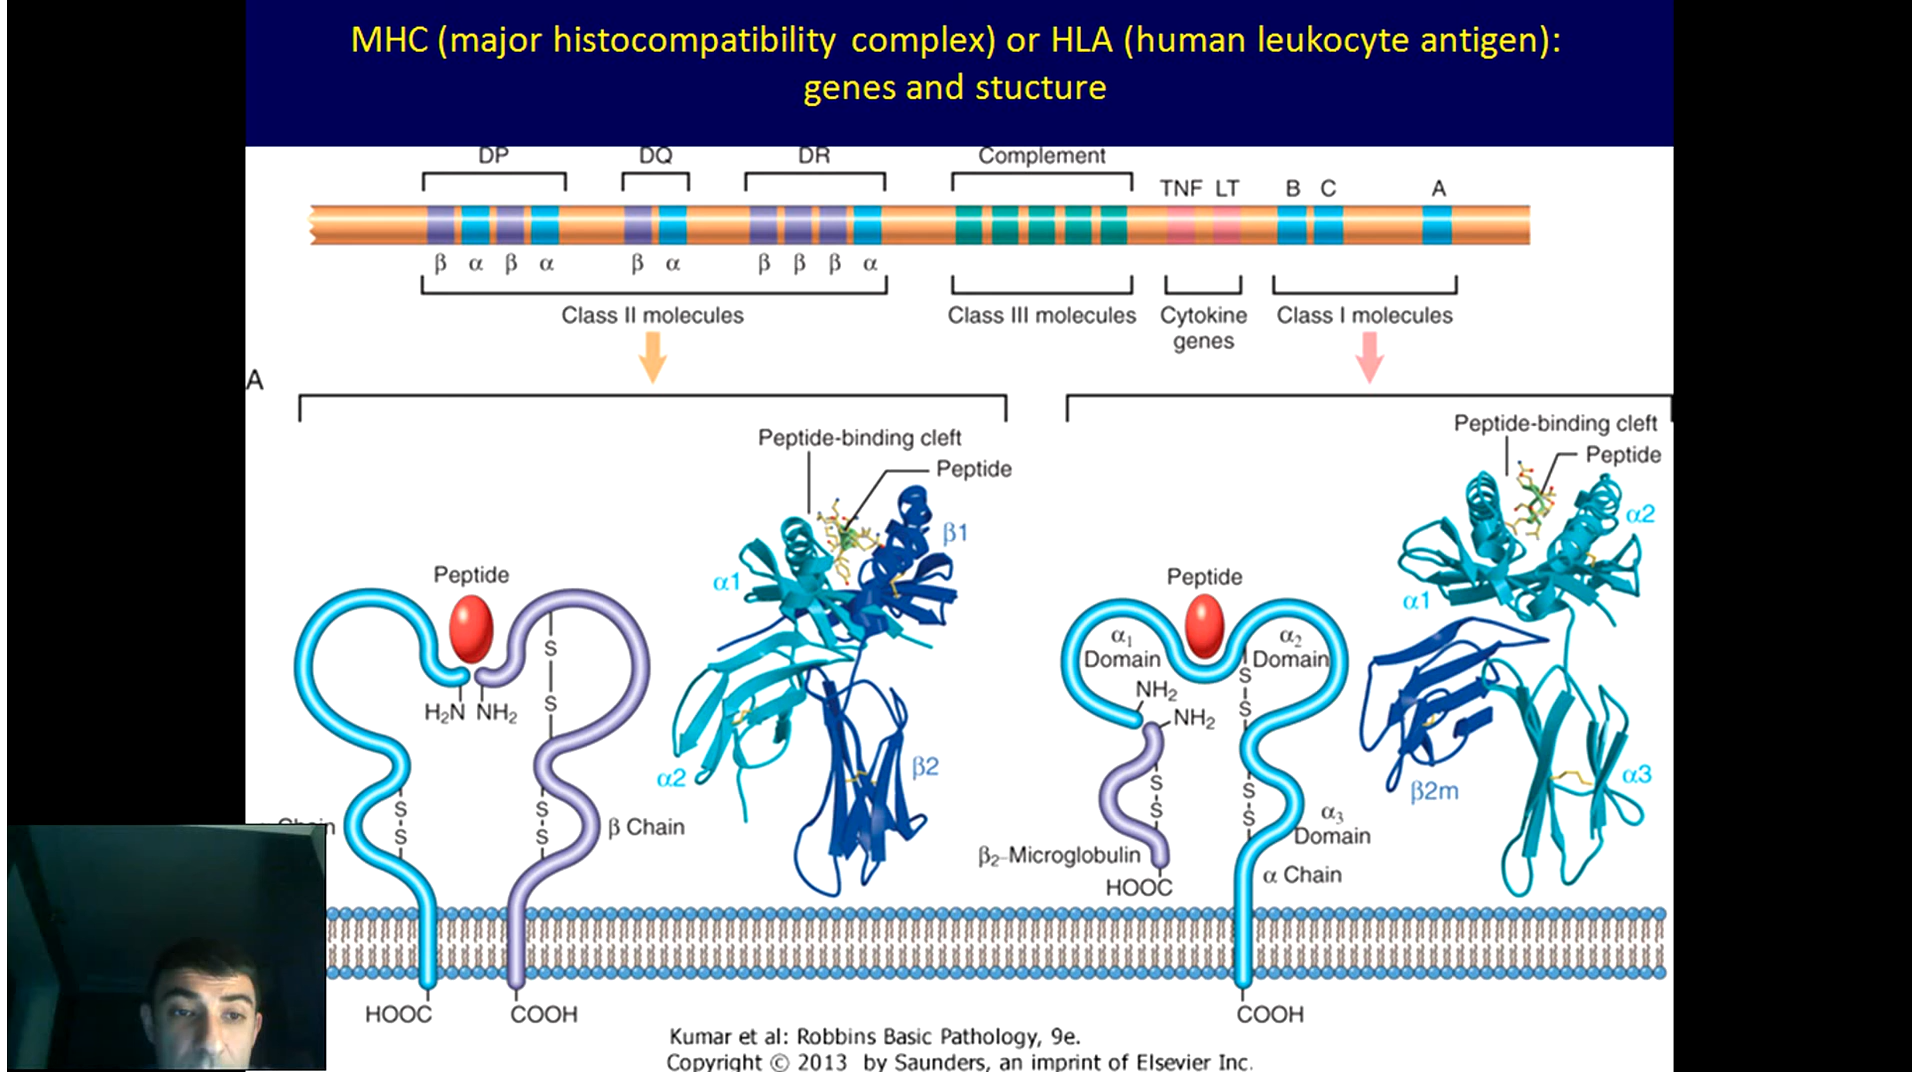 MHC (major histocompatibility complex) or HLA (human leukocyte antigen):
genes and stucture
DP
DQ
DR
Complement
TNF LT
B C
A
β α β α
β α
β β β α
Class II molecules
Class III molecules
Cytokine
genes
Class I molecules
A
Peptide-binding cleft
Peptide
β1
α1
α2
β2
Peptide
H₂N NH₂
S
S
S
S
S
S
Chain
β Chain
HOOC
COOH
Peptide-binding cleft
Peptide
α2
α1
β2m
α3
Peptide
α₁
Domain
α₂
Domain
NH₂
NH₂
S
S
S
S
S
S
α₃
Domain
β₂–Microglobulin
HOOC
α Chain
COOH
Kumar et al: Robbins Basic Pathology, 9e.
Copyright © 2013 by Saunders, an imprint of Elsevier Inc.